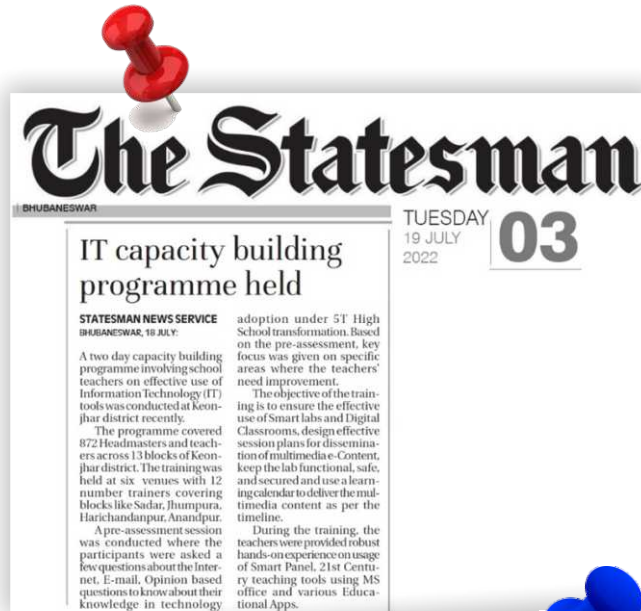 The Statesman
BHUBANESWAR
TUESDAY
19 JULY
2022
03
IT capacity building
programme held
STATESMAN NEWS SERVICE
BHUBANESWAR, 18 JULY:
A two day capacity building
programme involving school
teachers on effective use of
Information Technology (IT)
tools was conducted at Keon-
jhar district recently.
The programme covered
872 Headmasters and teach-
ers across 13 blocks of Keon-
jhar district. The training was
held at six venues with 12
number trainers covering
blocks like Sadar, Jhumpura,
Harichandanpur, Anandpur.
A pre-assessment session
was conducted where the
participants were asked a
few questions about the Inter-
net, E-mail, Opinion based
questions to know about their
knowledge in technology
adoption under 5T High
School transformation. Based
on the pre-assessment, key
focus was given on specific
areas where the teachers'
need improvement.
The objective of the train-
ing is to ensure the effective
use of Smart labs and Digital
Classrooms, design effective
session plans for dissemina-
tion of multimedia e-Content,
keep the lab functional, safe,
and secured and use a learn-
ing calendar to deliver the mul-
timedia content as per the
timeline.
During the training, the
teachers were provided robust
hands-on experience on usage
of Smart Panel, 21st Centu-
ry teaching tools using MS
office and various Educa-
tional Apps.